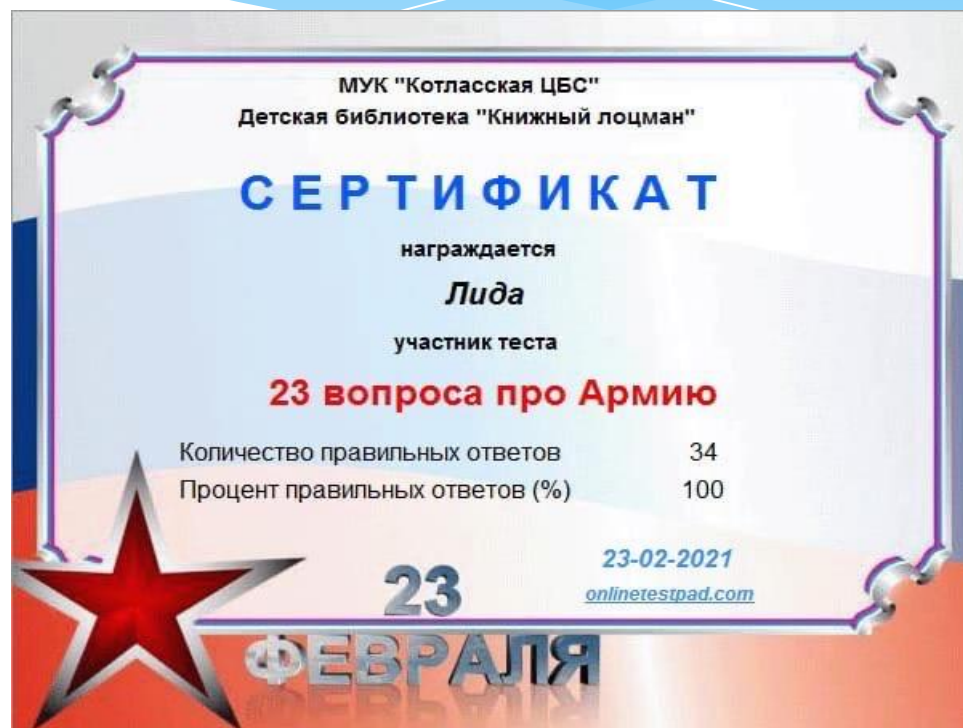 МУК "Котласская ЦБС"
Детская библиотека "Книжный лоцман"
СЕРТИФИКАТ
награждается
Лида
участник теста
23 вопроса про Армию
Количество правильных ответов 34
Процент правильных ответов (%) 100
23-02-2021
onlinetestpad.com
23
ФЕВРАЛЯ